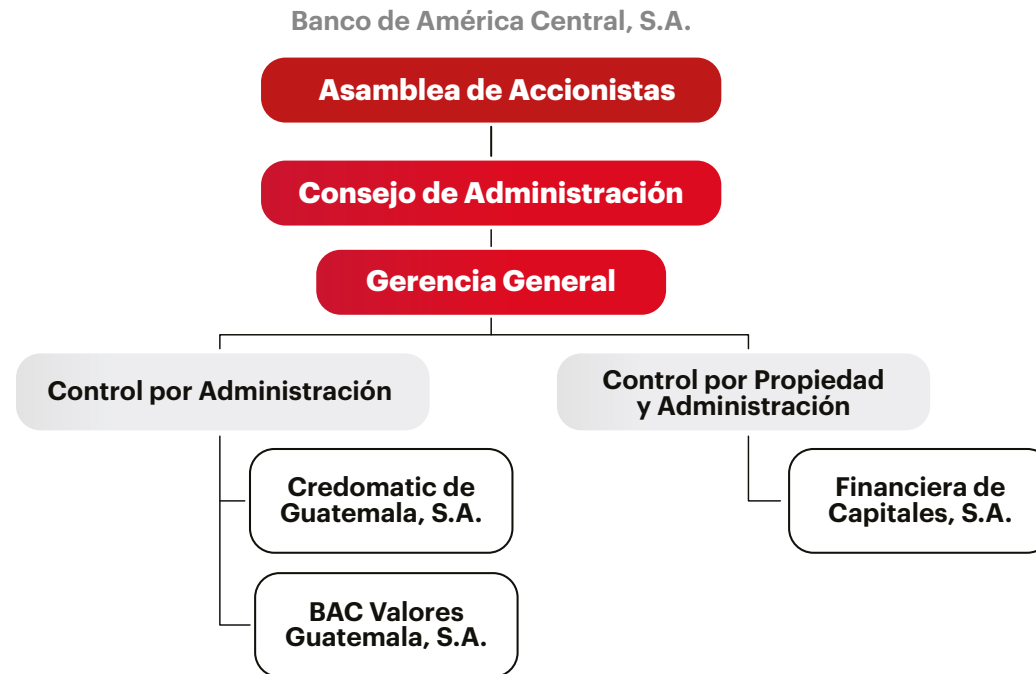 Banco de América Central, S.A.
Asamblea de Accionistas
Consejo de Administración
Gerencia General
Control por Administración
Control por Propiedad
y Administración
Credomatic de
Guatemala, S.A.
Financiera de
Capitales, S.A.
BAC Valores
Guatemala, S.A.